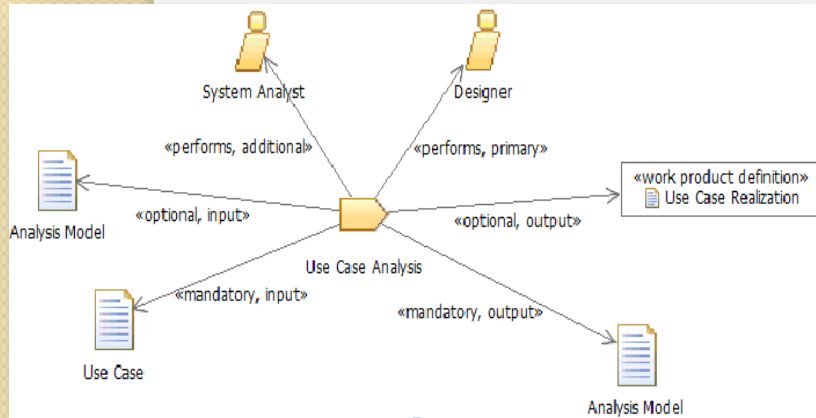 System Analyst
Designer
«performs, additional»
«performs, primary»
«work product definition»
Use Case Realization
Analysis Model
«optional, input»
«optional, output»
Use Case Analysis
«mandatory, input»
«mandatory, output»
Use Case
Analysis Model